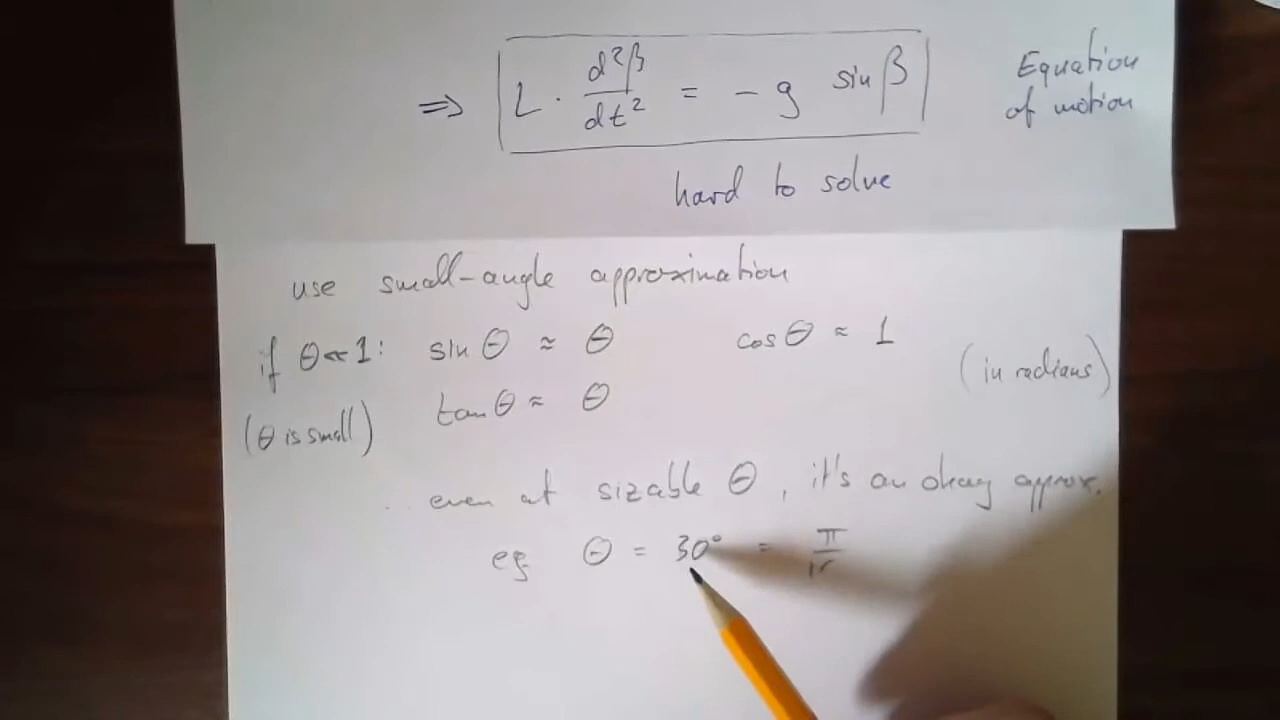 ⇒ L · d²β/dt² = - g sin β Equation of motion
hard to solve
use small-angle approximation
if θ ≪ 1: sin θ ≈ θ cos θ ≈ 1
(θ is small) tan θ ≈ θ (in radians)
even at sizable θ, it's an okay approx.
eg θ = 30° = π